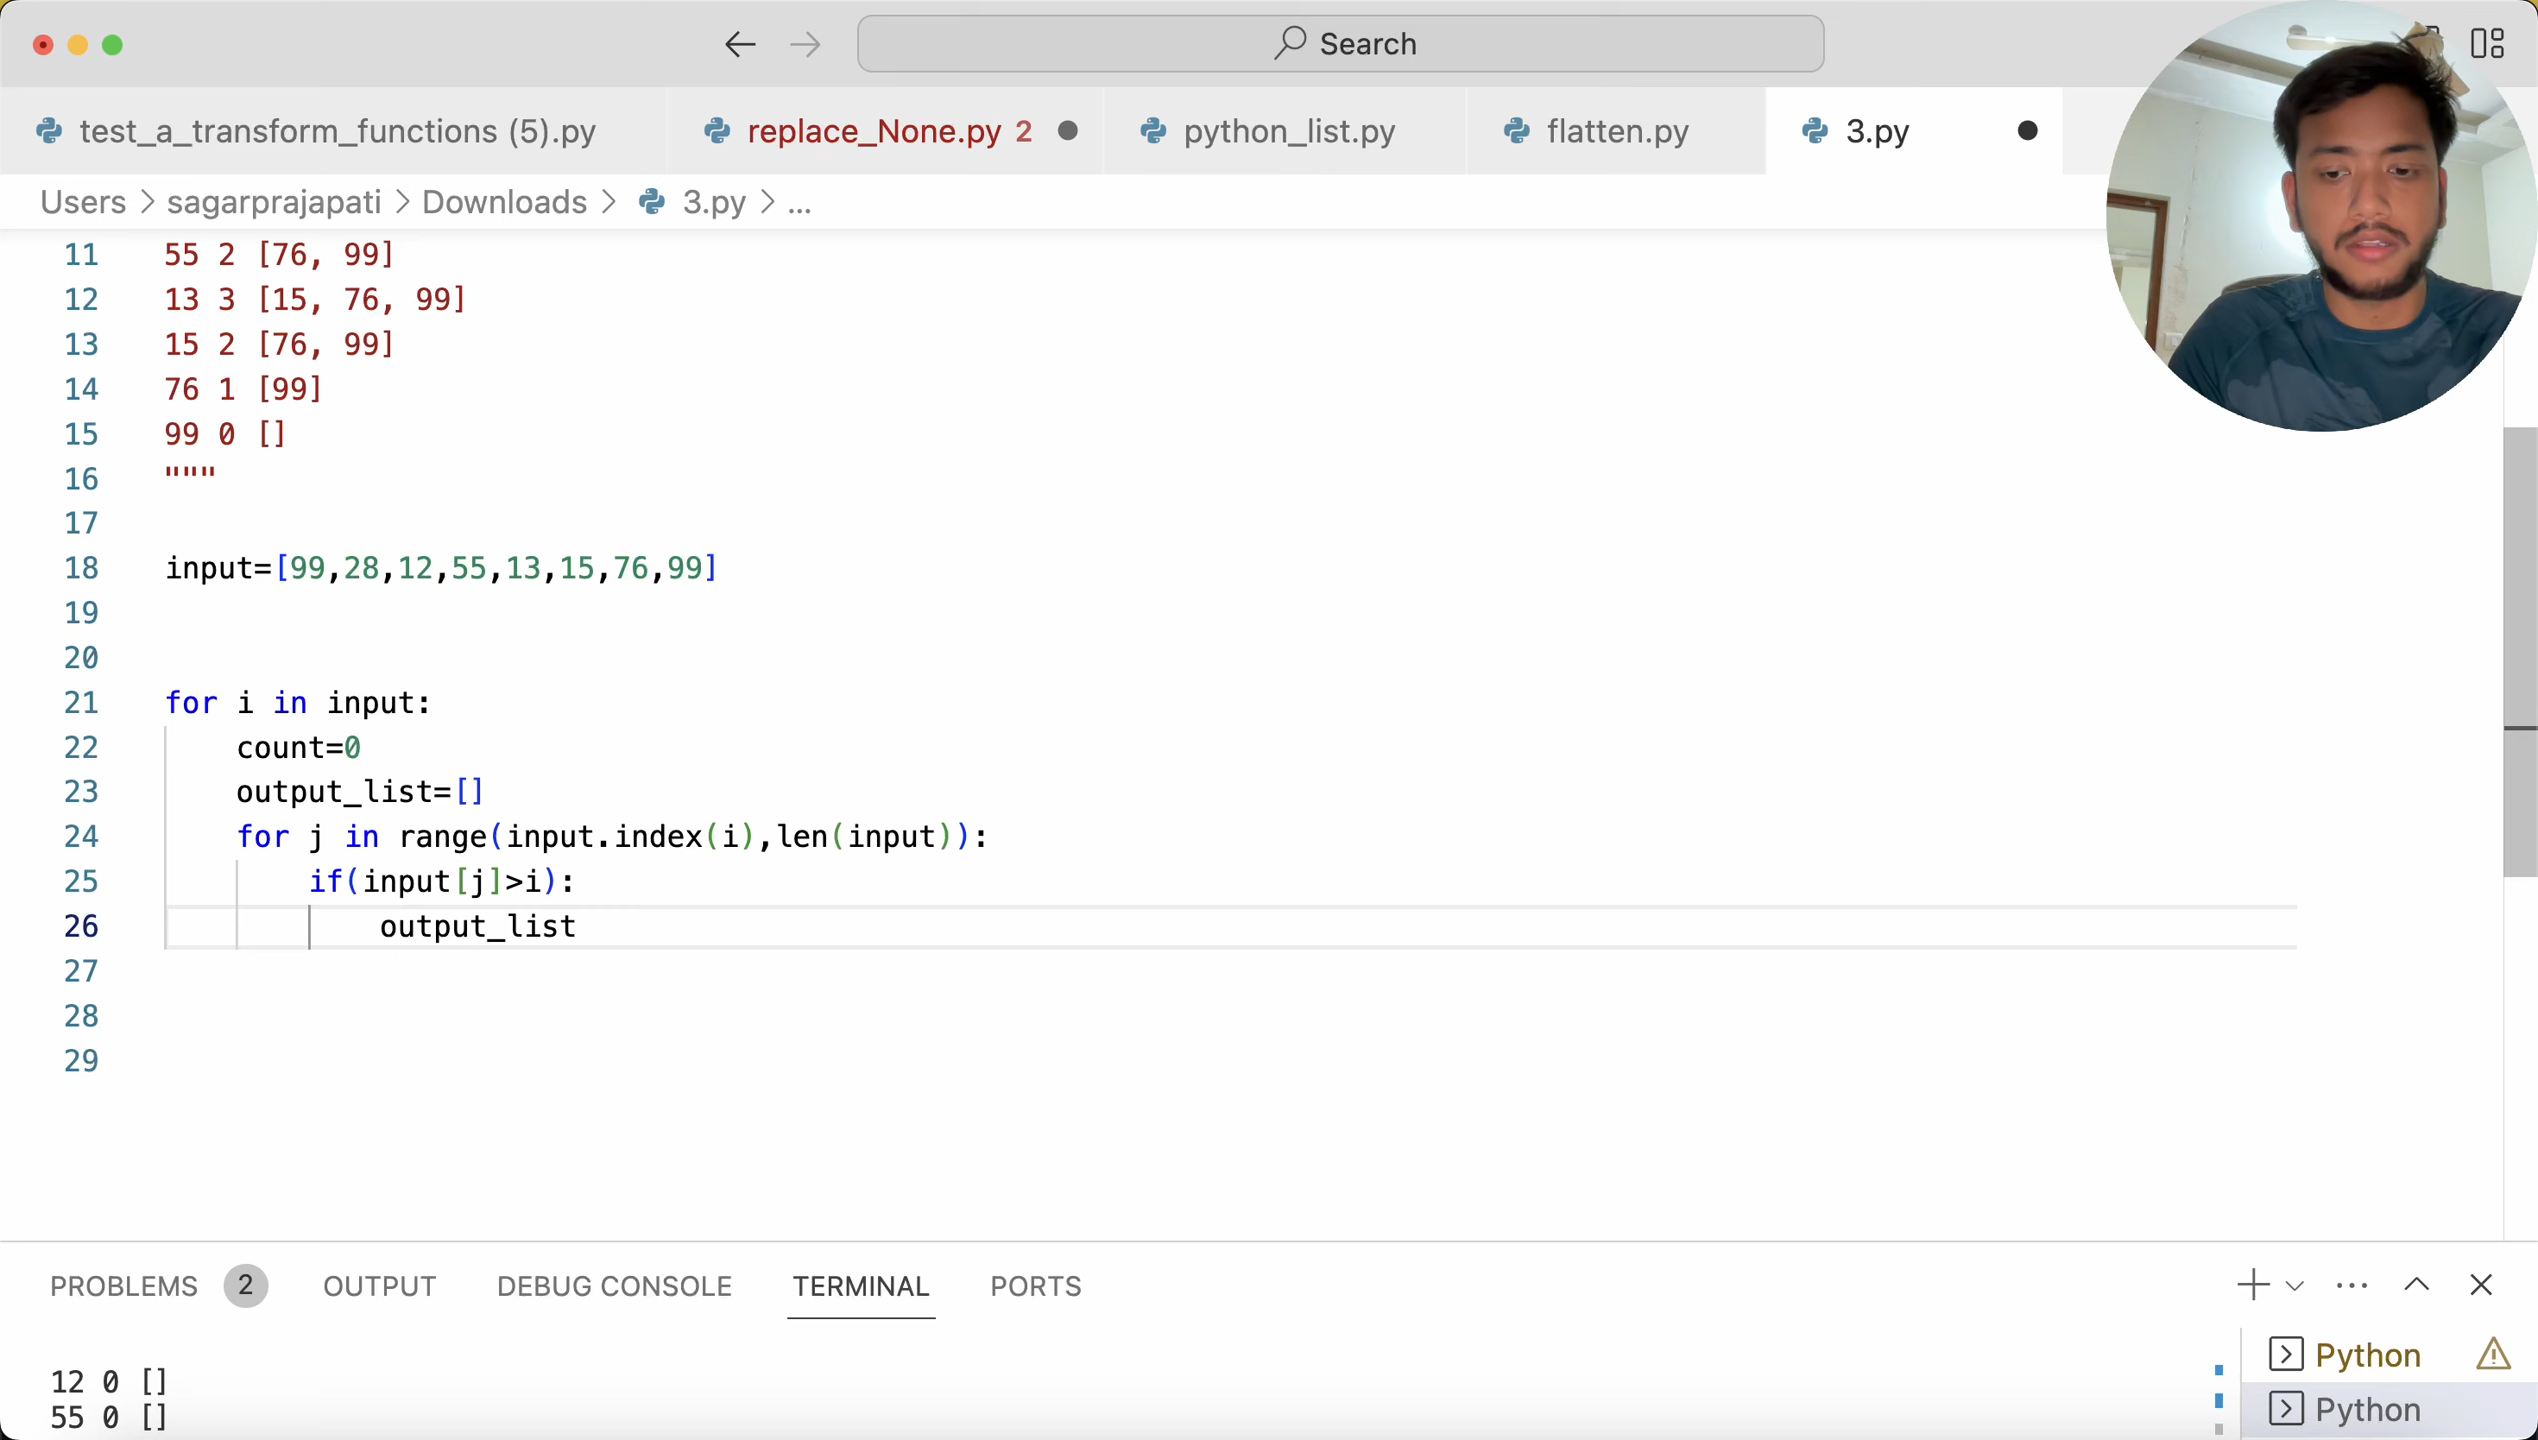 Search
test_a_transform_functions (5).py replace_None.py 2 python_list.py flatten.py 3.py
Users > sagarprajapati > Downloads > 3.py > ...
11 55 2 [76, 99]
12 13 3 [15, 76, 99]
13 15 2 [76, 99]
14 76 1 [99]
15 99 0 []
16 """
17
18 input=[99,28,12,55,13,15,76,99]
19
20
21 for i in input:
22 count=0
23 output_list=[]
24 for j in range(input.index(i),len(input)):
25 if(input[j]>i):
26 output_list
27
28
29
PROBLEMS 2 OUTPUT DEBUG CONSOLE TERMINAL PORTS
12 0 []
55 0 []
Python
Python